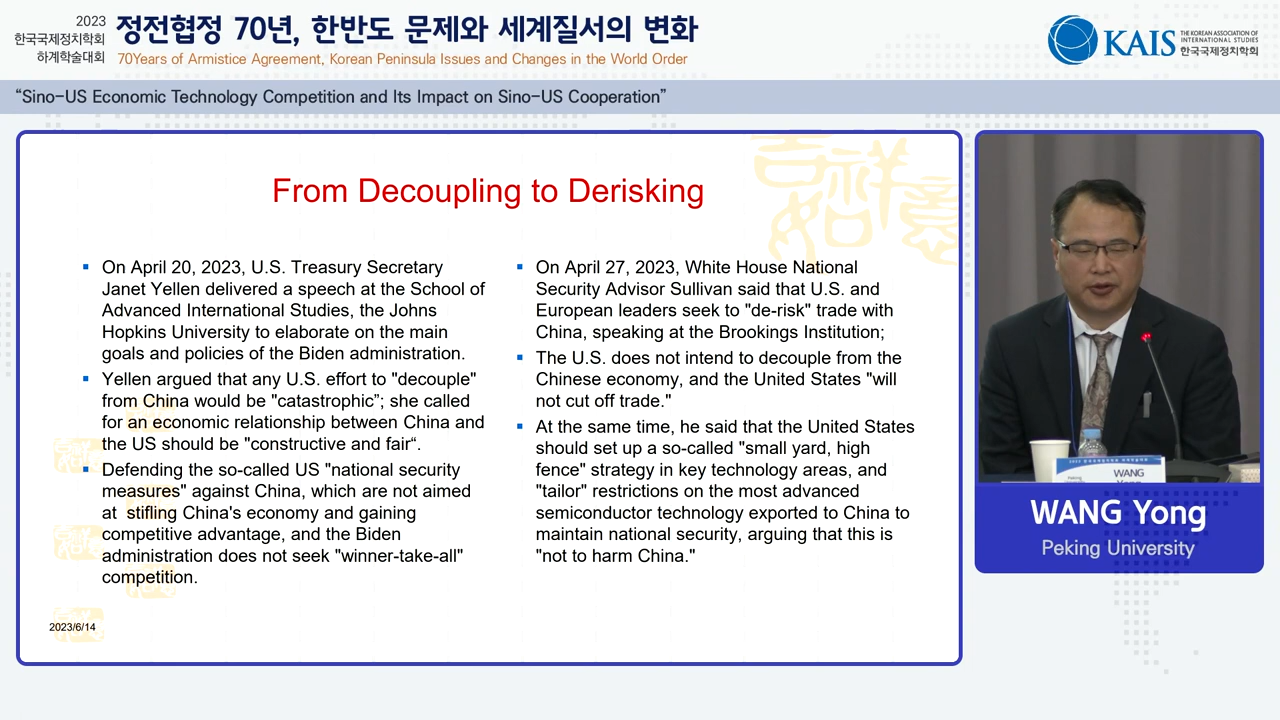 2023
한국국제정치학회
하계학술대회
정전협정 70년, 한반도 문제와 세계질서의 변화
70Years of Armistice Agreement, Korean Peninsula Issues and Changes in the World Order
KAIS
THE KOREAN ASSOCIATION OF
INTERNATIONAL STUDIES
한국국제정치학회
“Sino-US Economic Technology Competition and Its Impact on Sino-US Cooperation”
From Decoupling to Derisking
▪ On April 20, 2023, U.S. Treasury Secretary
Janet Yellen delivered a speech at the School of
Advanced International Studies, the Johns
Hopkins University to elaborate on the main
goals and policies of the Biden administration.
▪ Yellen argued that any U.S. effort to "decouple"
from China would be "catastrophic”; she called
for an economic relationship between China and
the US should be "constructive and fair“.
▪ Defending the so-called US "national security
measures" against China, which are not aimed
at stifling China's economy and gaining
competitive advantage, and the Biden
administration does not seek "winner-take-all"
competition.
▪ On April 27, 2023, White House National
Security Advisor Sullivan said that U.S. and
European leaders seek to "de-risk" trade with
China, speaking at the Brookings Institution;
▪ The U.S. does not intend to decouple from the
Chinese economy, and the United States "will
not cut off trade."
▪ At the same time, he said that the United States
should set up a so-called "small yard, high
fence" strategy in key technology areas, and
"tailor" restrictions on the most advanced
semiconductor technology exported to China to
maintain national security, arguing that this is
"not to harm China."
2023/6/14
WANG
WANG Yong
Peking University